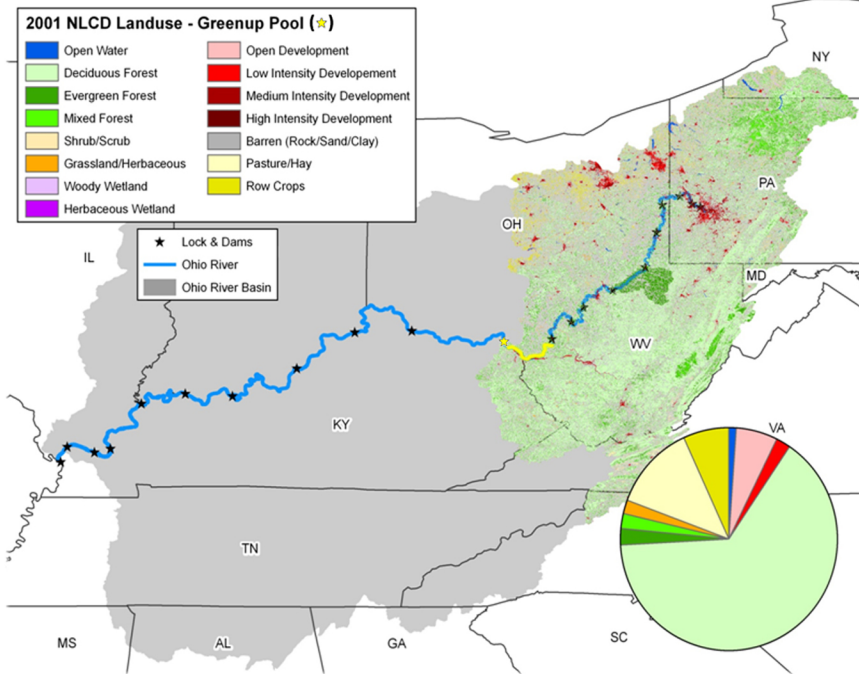 2001 NLCD Landuse - Greenup Pool (☆)
Open Water
Deciduous Forest
Evergreen Forest
Mixed Forest
Shrub/Scrub
Grassland/Herbaceous
Woody Wetland
Herbaceous Wetland
Open Development
Low Intensity Developement
Medium Intensity Development
High Intensity Development
Barren (Rock/Sand/Clay)
Pasture/Hay
Row Crops
Lock & Dams
Ohio River
Ohio River Basin
NY
PA
OH
IL
MD
WV
KY
VA
TN
SC
MS
AL
GA